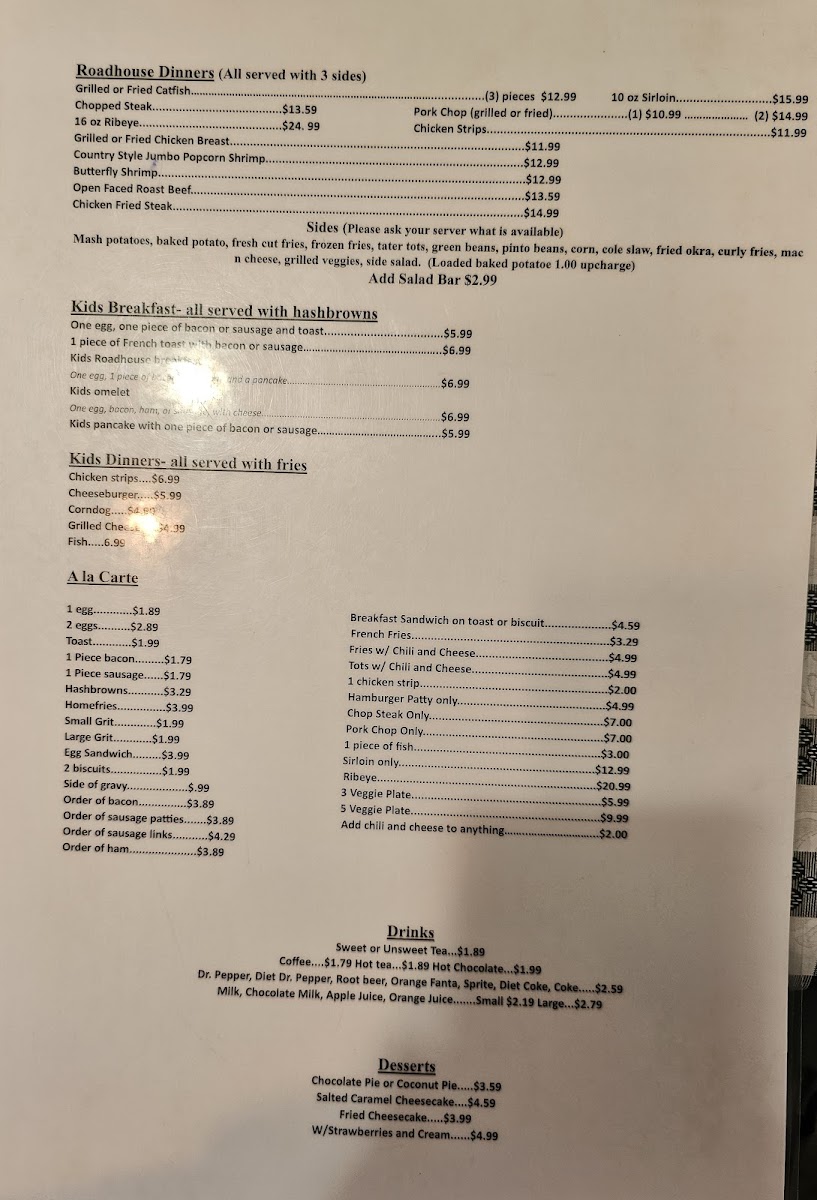 Roadhouse Dinners (All served with 3 sides)
Grilled or Fried Catfish...............(3) pieces $12.99 10 oz Sirloin...............$15.99
Chopped Steak...............$13.59 Pork Chop (grilled or fried)...............(1) $10.99 ............... (2) $14.99
16 oz Ribeye...............$24. 99 Chicken Strips...............$11.99
Grilled or Fried Chicken Breast...............$11.99
Country Style Jumbo Popcorn Shrimp...............$12.99
Butterfly Shrimp...............$12.99
Open Faced Roast Beef...............$13.59
Chicken Fried Steak...............$14.99
Sides (Please ask your server what is available)
Mash potatoes, baked potato, fresh cut fries, frozen fries, tater tots, green beans, pinto beans, corn, cole slaw, fried okra, curly fries, mac
n cheese, grilled veggies, side salad. (Loaded baked potatoe 1.00 upcharge)
Add Salad Bar $2.99
Kids Breakfast- all served with hashbrowns
One egg, one piece of bacon or sausage and toast...............$5.99
1 piece of French toast with bacon or sausage...............$6.99
Kids Roadhouse breakfast
One egg, 1 piece of and a pancake...............$6.99
Kids omelet
One egg, bacon, ham, or with cheese...............$6.99
Kids pancake with one piece of bacon or sausage...............$5.99
Kids Dinners- all served with fries
Chicken strips....$6.99
Cheeseburger.....$5.99
Corndog.....$4.99
Grilled $4.39
Fish.....6.99
A la Carte
1 egg............$1.89
2 eggs..........$2.89
Toast............$1.99
1 Piece bacon.........$1.79
1 Piece sausage......$1.79
Hashbrowns...........$3.29
Homefries...............$3.99
Small Grit.............$1.99
Large Grit............$1.99
Egg Sandwich.........$3.99
2 biscuits...............$1.99
Side of gravy..................$.99
Order of bacon...............$3.89
Order of sausage patties.......$3.89
Order of sausage links...........$4.29
Order of ham.....................$3.89
Breakfast Sandwich on toast or biscuit...............$4.59
French Fries...............$3.29
Fries w/ Chili and Cheese...............$4.99
Tots w/ Chili and Cheese...............$4.99
1 chicken strip...............$2.00
Hamburger Patty only...............$4.99
Chop Steak Only...............$7.00
Pork Chop Only...............$7.00
1 piece of fish...............$3.00
Sirloin only...............$12.99
Ribeye...............$20.99
3 Veggie Plate...............$5.99
5 Veggie Plate...............$9.99
Add chili and cheese to anything...............$2.00
Drinks
Sweet or Unsweet Tea...$1.89
Coffee....$1.79 Hot tea...$1.89 Hot Chocolate...$1.99
Dr. Pepper, Diet Dr. Pepper, Root beer, Orange Fanta, Sprite, Diet Coke, Coke.....$2.59
Milk, Chocolate Milk, Apple Juice, Orange Juice.......Small $2.19 Large...$2.79
Desserts
Chocolate Pie or Coconut Pie.....$3.59
Salted Caramel Cheesecake....$4.59
Fried Cheesecake.....$3.99
W/Strawberries and Cream......$4.99